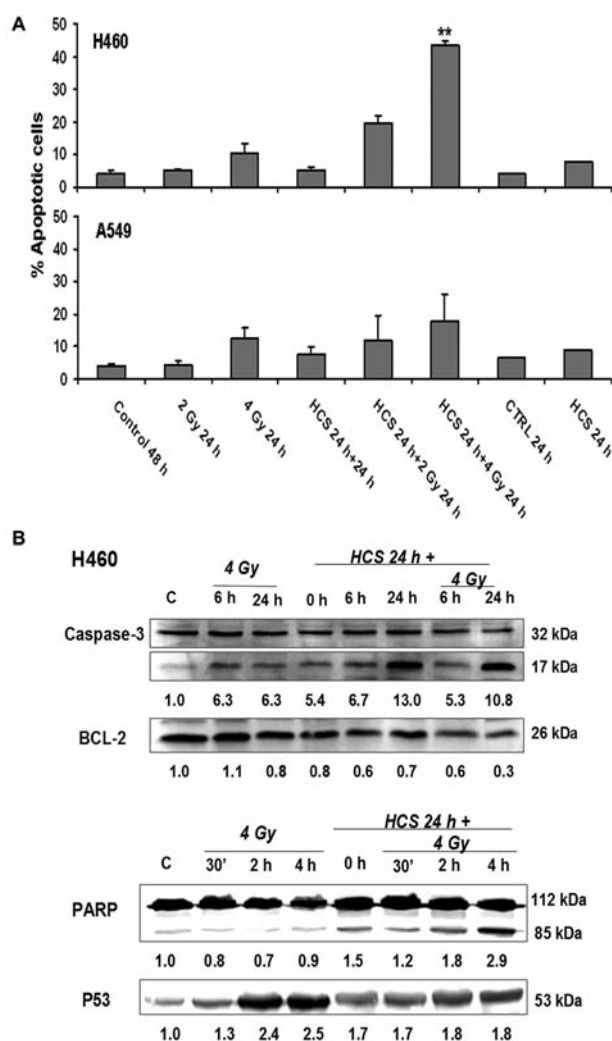 A
H460
**
50
40
30
20
10
0
A549
50
40
30
20
10
0
% Apoptotic cells
Control 48 h
2 Gy 24 h
4 Gy 24 h
HCS 24 h+24 h
HCS 24 h+2 Gy 24 h
HCS 24 h+4 Gy 24 h
CTRL 24 h
HCS 24 h
B
H460
HCS 24 h +
4 Gy 4 Gy
C 6 h 24 h 0 h 6 h 24 h 6 h 24 h
Caspase-3 32 kDa
17 kDa
1.0 6.3 6.3 5.4 6.7 13.0 5.3 10.8
BCL-2 26 kDa
1.0 1.1 0.8 0.8 0.6 0.7 0.6 0.3
HCS 24 h +
4 Gy 4 Gy
C 30' 2 h 4 h 0 h 30' 2 h 4 h
PARP 112 kDa
85 kDa
1.0 0.8 0.7 0.9 1.5 1.2 1.8 2.9
P53 53 kDa
1.0 1.3 2.4 2.5 1.7 1.7 1.8 1.8